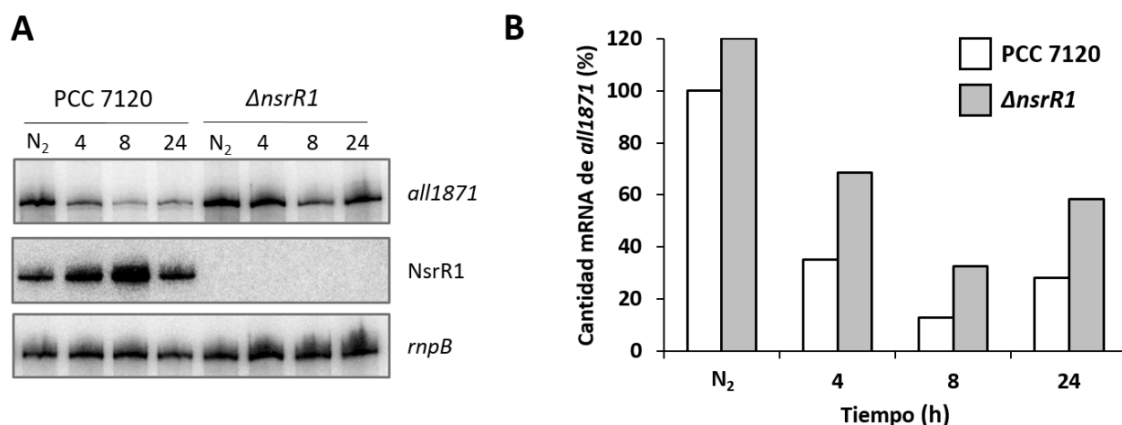 A
PCC 7120 ΔnsrR1
N2 4 8 24 N2 4 8 24
all1871
NsrR1
rnpB
B
Cantidad mRNA de all1871 (%)
120
100
80
60
40
20
0
N2 4 8 24
Tiempo (h)
PCC 7120
ΔnsrR1